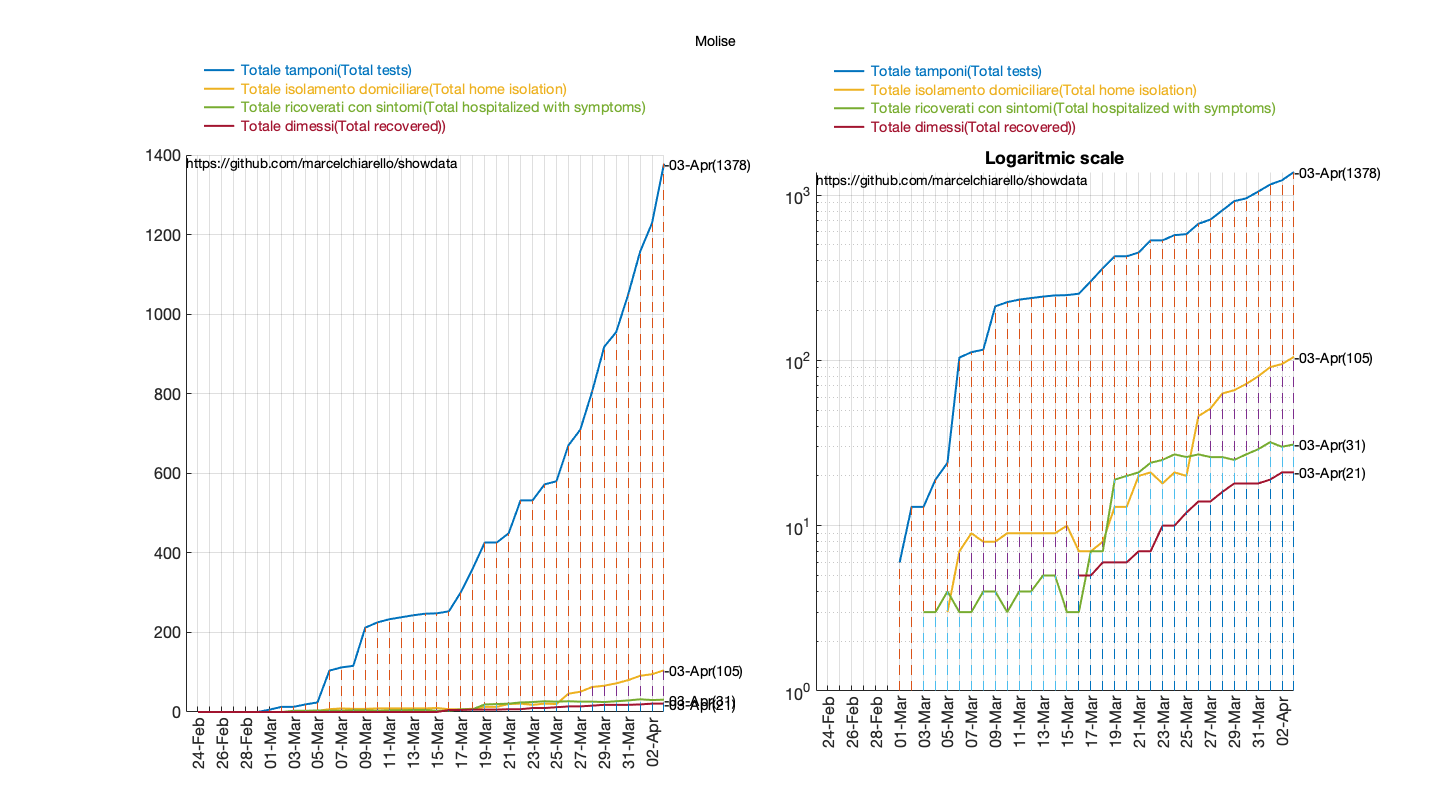 Molise
Totale tamponi(Total tests)
Totale isolamento domiciliare(Total home isolation)
Totale ricoverati con sintomi(Total hospitalized with symptoms)
Totale dimessi(Total recovered))
https://github.com/marcelchiarello/showdata
1400
1200
1000
800
600
400
200
0
-03-Apr(1378)
-03-Apr(105)
-03-Apr(31)
-03-Apr(21)
24-Feb
26-Feb
28-Feb
01-Mar
03-Mar
05-Mar
07-Mar
09-Mar
11-Mar
13-Mar
15-Mar
17-Mar
19-Mar
21-Mar
23-Mar
25-Mar
27-Mar
29-Mar
31-Mar
02-Apr
Totale tamponi(Total tests)
Totale isolamento domiciliare(Total home isolation)
Totale ricoverati con sintomi(Total hospitalized with symptoms)
Totale dimessi(Total recovered))
Logaritmic scale
https://github.com/marcelchiarello/showdata
10³
10²
10¹
10⁰
-03-Apr(1378)
-03-Apr(105)
-03-Apr(31)
-03-Apr(21)
24-Feb
26-Feb
28-Feb
01-Mar
03-Mar
05-Mar
07-Mar
09-Mar
11-Mar
13-Mar
15-Mar
17-Mar
19-Mar
21-Mar
23-Mar
25-Mar
27-Mar
29-Mar
31-Mar
02-Apr